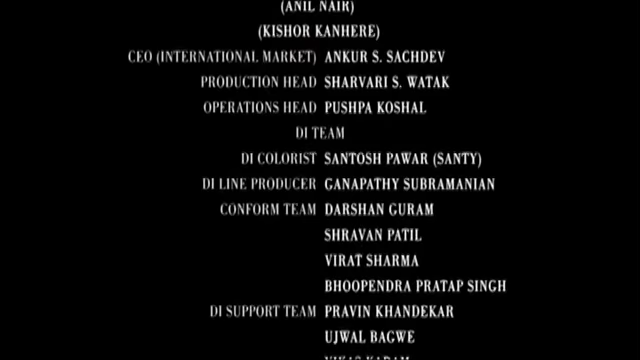 (ANIL NAIR)
(KISHOR KANHERE)
CEO (INTERNATIONAL MARKET) ANKUR S. SACHDEV
PRODUCTION HEAD SHARVARI S. WATAK
OPERATIONS HEAD PUSHPA KOSHAL
DI TEAM
DI COLORIST SANTOSH PAWAR (SANTY)
DI LINE PRODUCER GANAPATHY SUBRAMANIAN
CONFORM TEAM DARSHAN GURAM
SHRAVAN PATIL
VIRAT SHARMA
BHOOPENDRA PRATAP SINGH
DI SUPPORT TEAM PRAVIN KHANDEKAR
UJWAL BAGWE